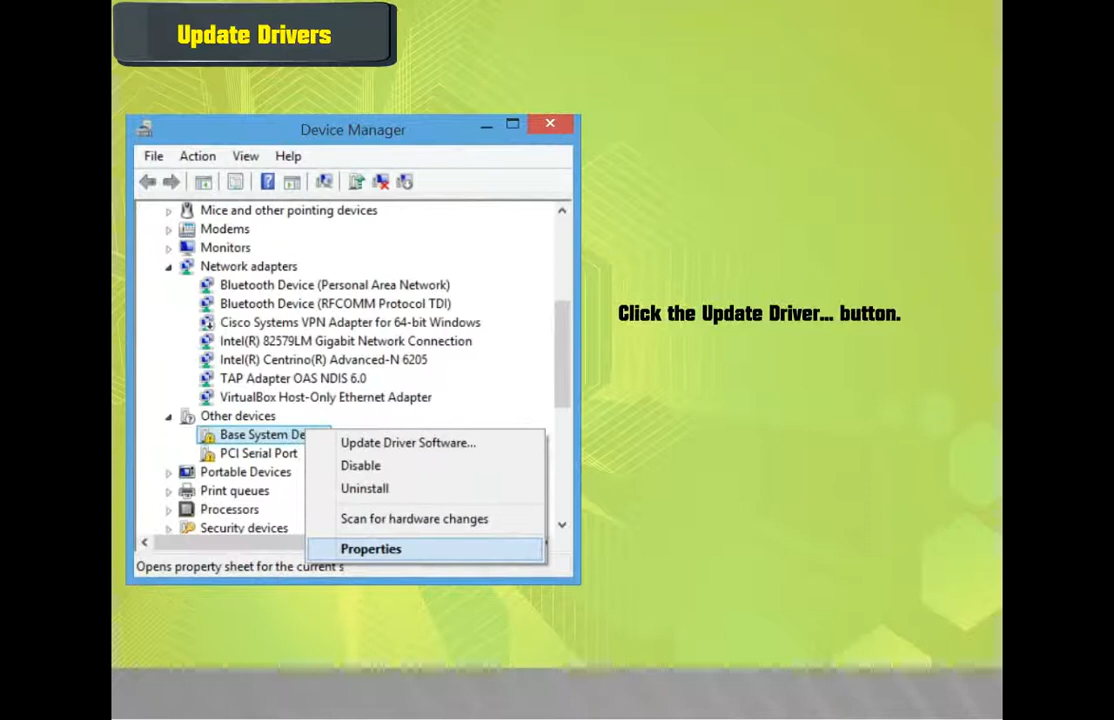 Update Drivers
Device Manager
File Action View Help
Mice and other pointing devices
Modems
Monitors
Network adapters
Bluetooth Device (Personal Area Network)
Bluetooth Device (RFCOMM Protocol TDI)
Cisco Systems VPN Adapter for 64-bit Windows
Intel(R) 82579LM Gigabit Network Connection
Intel(R) Centrino(R) Advanced-N 6205
TAP Adapter OAS NDIS 6.0
VirtualBox Host-Only Ethernet Adapter
Other devices
Base System De
PCI Serial Port
Portable Devices
Print queues
Processors
Security devices
Opens property sheet for the current s
Update Driver Software...
Disable
Uninstall
Scan for hardware changes
Properties
Click the Update Driver... button.